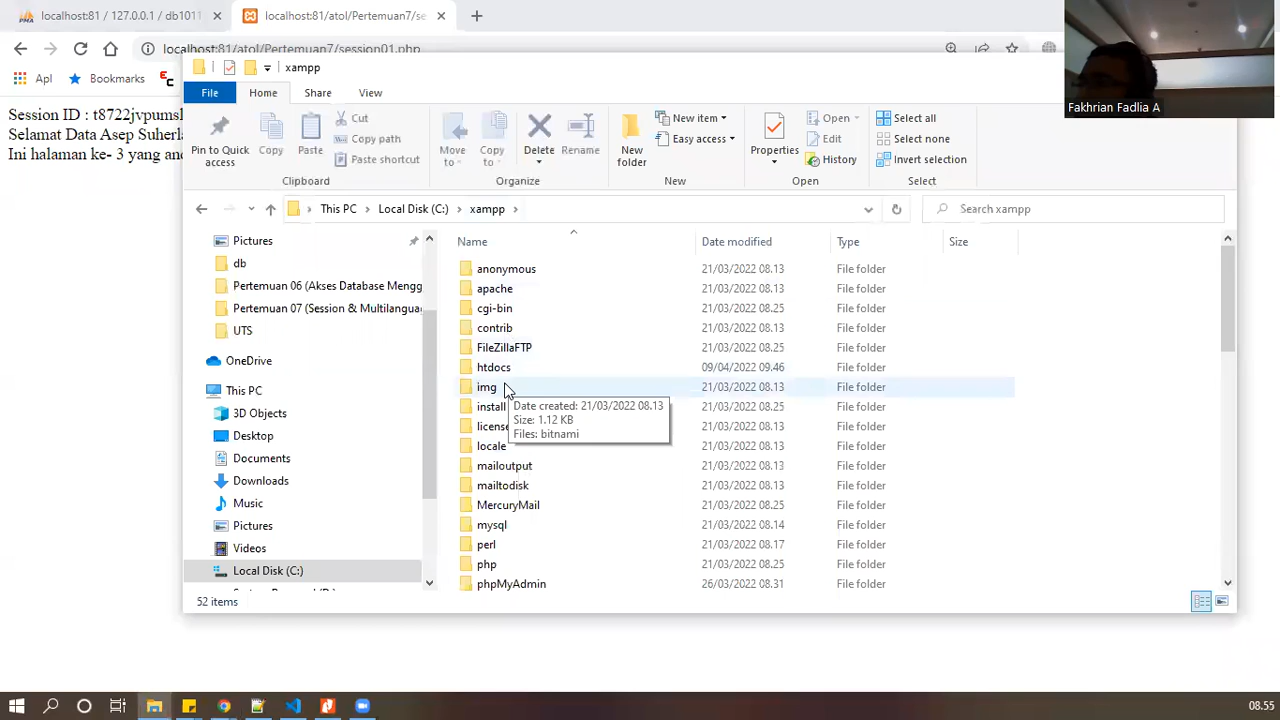 localhost:81 / 127.0.0.1 / db1011
localhost:81/atol/Pertemuan7/se
localhost:81/atol/Pertemuan7/session01.php
Apl
Bookmarks
Session ID : t8722jvpums
Selamat Data Asep Suherla
Ini halaman ke- 3 yang and
Fakhrian Fadlia A
xampp
File
Home
Share
View
Pin to Quick access
Copy
Paste
Cut
Copy path
Paste shortcut
Clipboard
Move to
Copy to
Delete
Rename
Organize
New folder
New item
Easy access
New
Properties
Open
Edit
History
Open
Select all
Select none
Invert selection
Select
This PC
Local Disk (C:)
xampp
Search xampp
Pictures
db
Pertemuan 06 (Akses Database Mengg
Pertemuan 07 (Session & Multilangua
UTS
OneDrive
This PC
3D Objects
Desktop
Documents
Downloads
Music
Pictures
Videos
Local Disk (C:)
Name Date modified Type Size
anonymous 21/03/2022 08.13 File folder
apache 21/03/2022 08.13 File folder
cgi-bin 21/03/2022 08.25 File folder
contrib 21/03/2022 08.13 File folder
FileZillaFTP 21/03/2022 08.25 File folder
htdocs 09/04/2022 09.46 File folder
img 21/03/2022 08.13 File folder
install 21/03/2022 08.25 File folder
license 21/03/2022 08.13 File folder
locale 21/03/2022 08.13 File folder
mailoutput 21/03/2022 08.13 File folder
mailtodisk 21/03/2022 08.13 File folder
MercuryMail 21/03/2022 08.25 File folder
mysql 21/03/2022 08.14 File folder
perl 21/03/2022 08.17 File folder
php 21/03/2022 08.25 File folder
phpMyAdmin 26/03/2022 08.31 File folder
Date created: 21/03/2022 08.13
Size: 1.12 KB
Files: bitnami
52 items
08.55